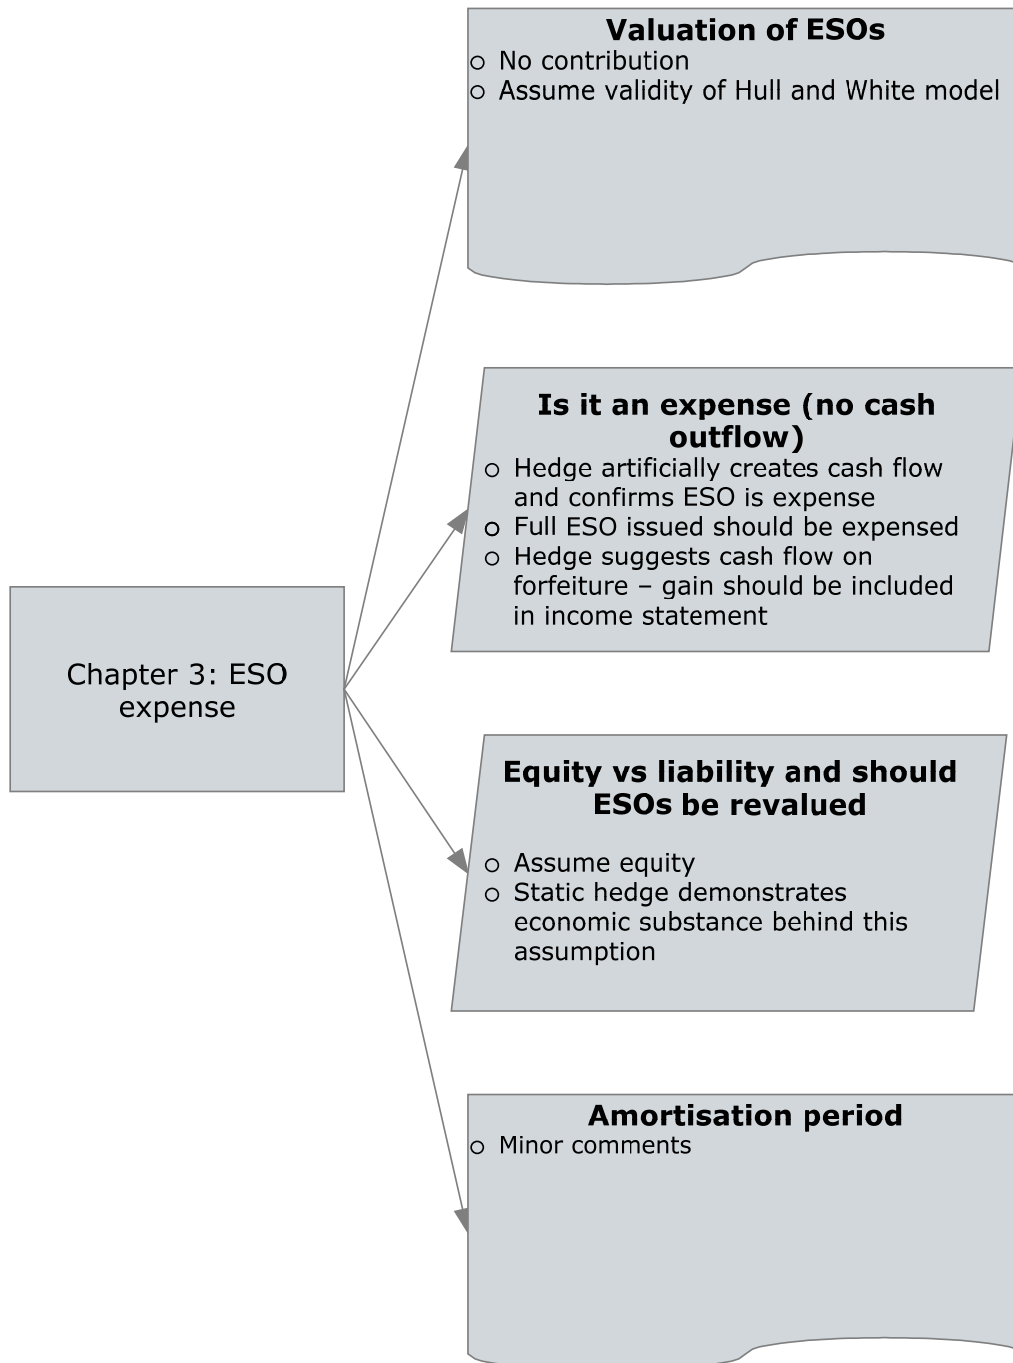 Valuation of ESOs
o No contribution
o Assume validity of Hull and White model
Is it an expense (no cash
outflow)
o Hedge artificially creates cash flow
and confirms ESO is expense
o Full ESO issued should be expensed
o Hedge suggests cash flow on
forfeiture – gain should be included
in income statement
Chapter 3: ESO
expense
Equity vs liability and should
ESOs be revalued
o Assume equity
o Static hedge demonstrates
economic substance behind this
assumption
Amortisation period
o Minor comments